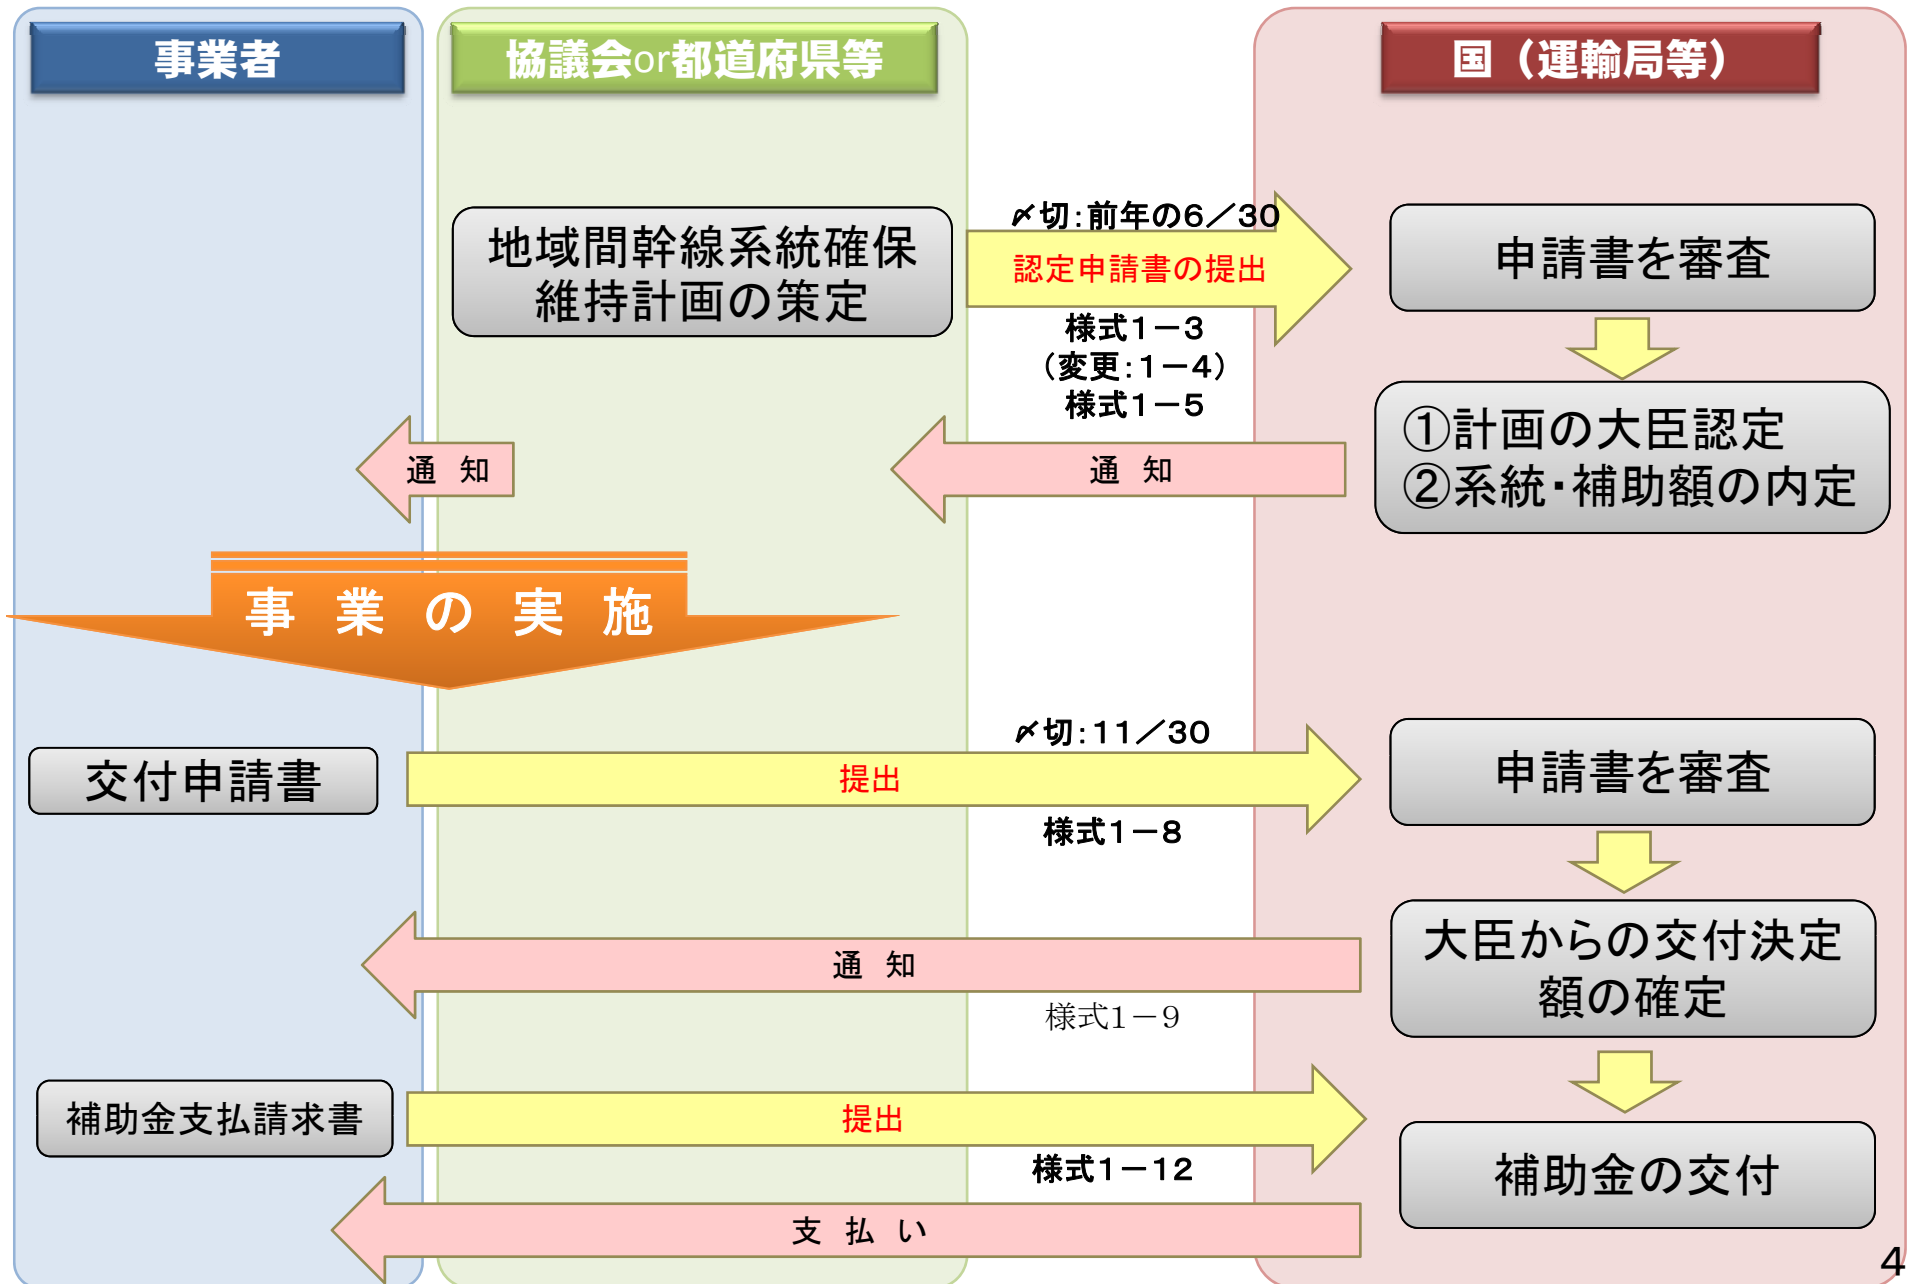 事業者
協議会or都道府県等
国（運輸局等）
地域間幹線系統確保
維持計画の策定
〆切：前年の6／30
認定申請書の提出
様式1－3
（変更：1－4）
様式1－5
申請書を審査
①計画の大臣認定
②系統・補助額の内定
通 知
通 知
事 業 の 実 施
〆切：11／30
交付申請書
提出
様式1－8
申請書を審査
大臣からの交付決定
額の確定
通 知
様式1－9
補助金支払請求書
提出
様式1－12
補助金の交付
支 払 い
4